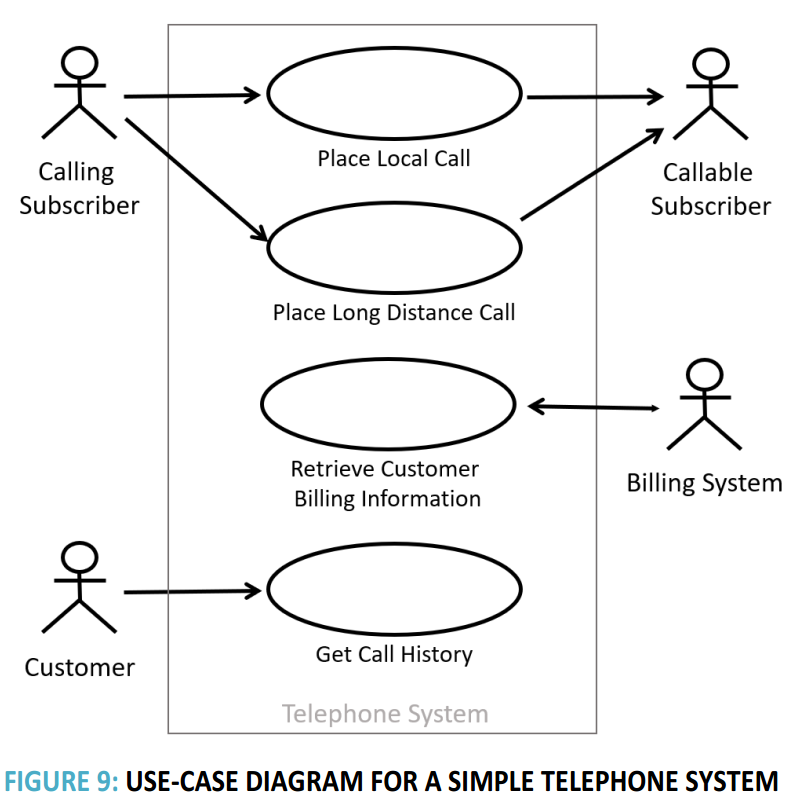 Place Local Call
Calling
Subscriber
Callable
Subscriber
Place Long Distance Call
Retrieve Customer
Billing Information
Billing System
Customer
Get Call History
Telephone System
FIGURE 9: USE-CASE DIAGRAM FOR A SIMPLE TELEPHONE SYSTEM